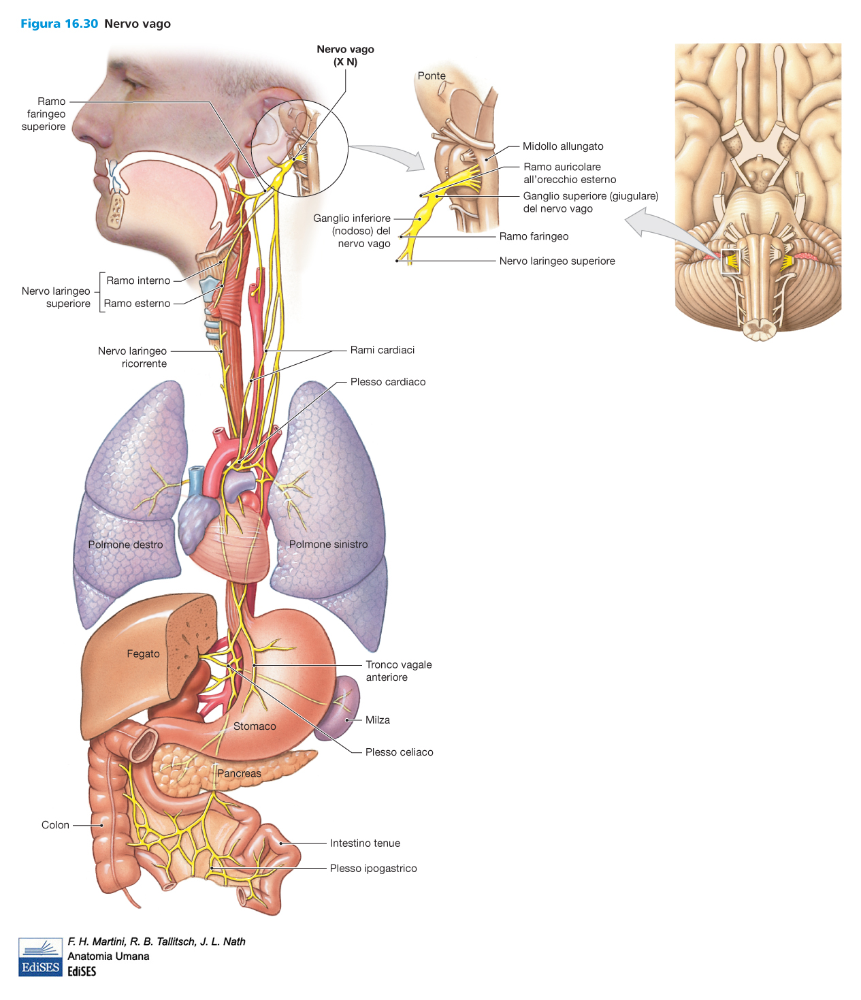 Figura 16.30 Nervo vago
Nervo vago
(X N)
Ramo
faringeo
superiore
Ponte
Midollo allungato
Ramo auricolare
all'orecchio esterno
Ganglio superiore (giugulare)
del nervo vago
Ganglio inferiore
(nodoso) del
nervo vago
Ramo faringeo
Nervo laringeo superiore
Nervo laringeo
superiore
Ramo interno
Ramo esterno
Nervo laringeo
ricorrente
Rami cardiaci
Plesso cardiaco
Polmone destro
Polmone sinistro
Fegato
Tronco vagale
anteriore
Stomaco
Milza
Plesso celiaco
Pancreas
Colon
Intestino tenue
Plesso ipogastrico
F. H. Martini, R. B. Tallitsch, J. L. Nath
Anatomia Umana
EdiSES
EdiSES